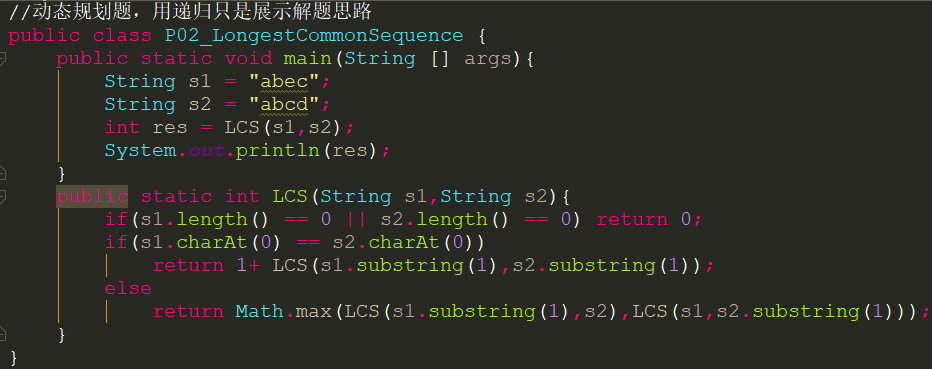 //动态规划题，用递归只是展示解题思路
public class P02_LongestCommonSequence {
    public static void main(String [] args){
        String s1 = "abec";
        String s2 = "abcd";
        int res = LCS(s1,s2);
        System.out.println(res);
    }
    public static int LCS(String s1,String s2){
        if(s1.length() == 0 || s2.length() == 0) return 0;
        if(s1.charAt(0) == s2.charAt(0))
            return 1+ LCS(s1.substring(1),s2.substring(1));
        else
            return Math.max(LCS(s1.substring(1),s2),LCS(s1,s2.substring(1)));
    }
}